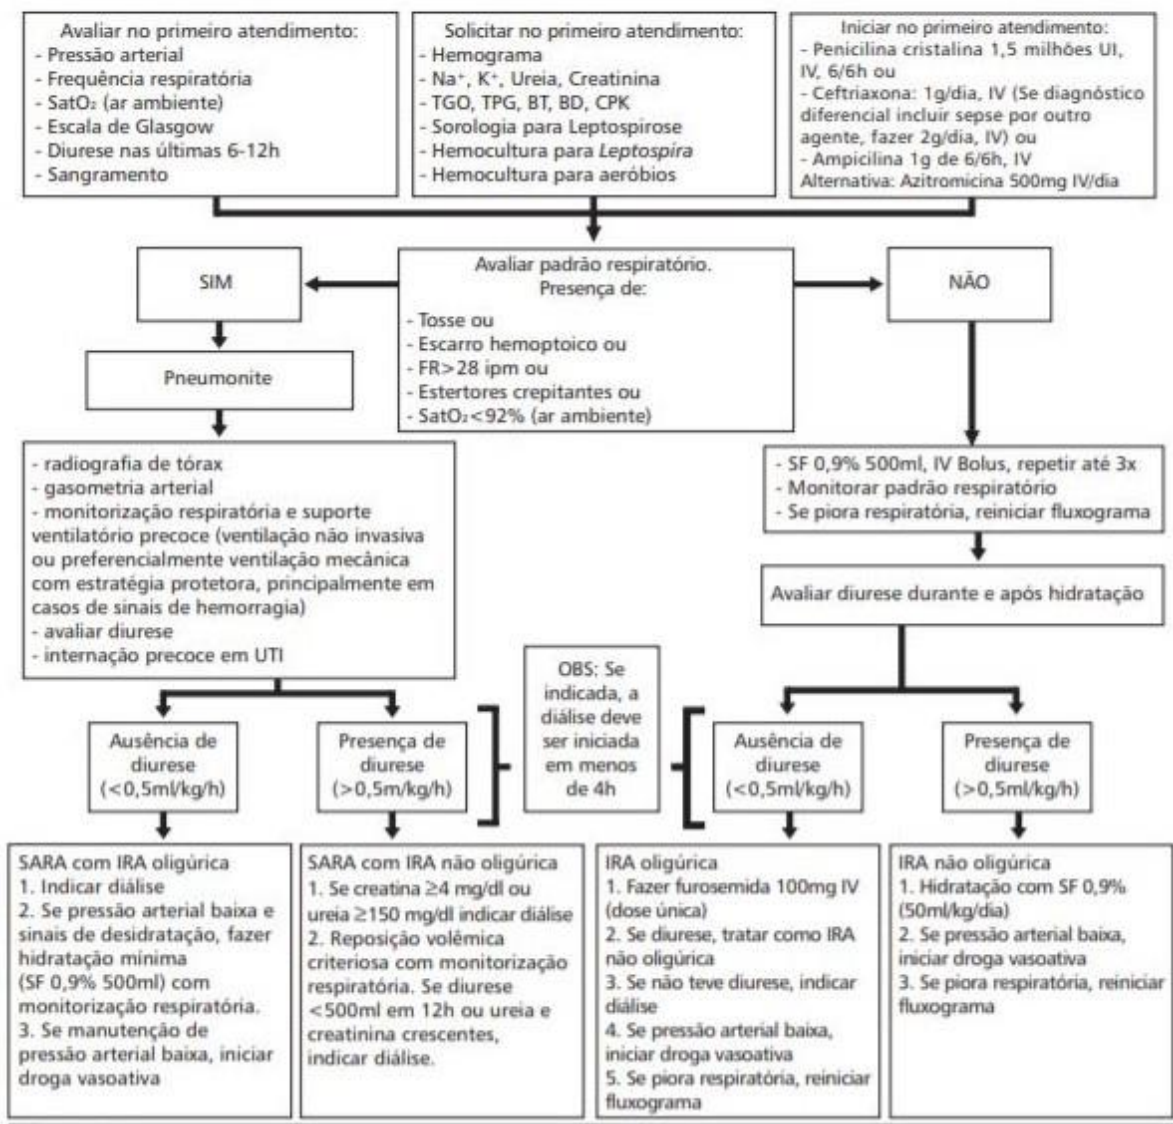 Avaliar no primeiro atendimento:
- Pressão arterial
- Frequência respiratória
- SatO₂ (ar ambiente)
- Escala de Glasgow
- Diurese nas últimas 6-12h
- Sangramento
Solicitar no primeiro atendimento:
- Hemograma
- Na⁺, K⁺, Ureia, Creatinina
- TGO, TPG, BT, BD, CPK
- Sorologia para Leptospirose
- Hemocultura para Leptospira
- Hemocultura para aeróbios
Iniciar no primeiro atendimento:
- Penicilina cristalina 1,5 milhões UI,
IV, 6/6h ou
- Ceftriaxona: 1g/dia, IV (Se diagnóstico
diferencial incluir sepse por outro
agente, fazer 2g/dia, IV) ou
- Ampicilina 1g de 6/6h, IV
Alternativa: Azitromicina 500mg IV/dia
SIM
Avaliar padrão respiratório.
Presença de:
- Tosse ou
- Escarro hemoptoico ou
- FR>28 ipm ou
- Estertores crepitantes ou
- SatO₂<92% (ar ambiente)
NÃO
Pneumonite
- radiografia de tórax
- gasometria arterial
- monitorização respiratória e suporte
ventilatório precoce (ventilação não invasiva
ou preferencialmente ventilação mecânica
com estratégia protetora, principalmente em
casos de sinais de hemorragia)
- avaliar diurese
- internação precoce em UTI
- SF 0,9% 500ml, IV Bolus, repetir até 3x
- Monitorar padrão respiratório
- Se piora respiratória, reiniciar fluxograma
Avaliar diurese durante e após hidratação
OBS: Se
indicada, a
diálise deve
ser iniciada
em menos
de 4h
Ausência de
diurese
(<0,5ml/kg/h)
Presença de
diurese
(>0,5m/kg/h)
Ausência de
diurese
(<0,5ml/kg/h)
Presença de
diurese
(>0,5ml/kg/h)
SARA com IRA oligúrica
1. Indicar diálise
2. Se pressão arterial baixa e
sinais de desidratação, fazer
hidratação mínima
(SF 0,9% 500ml) com
monitorização respiratória.
3. Se manutenção de
pressão arterial baixa, iniciar
droga vasoativa
SARA com IRA não oligúrica
1. Se creatina ≥4 mg/dl ou
ureia ≥150 mg/dl indicar diálise
2. Reposição volêmica
criteriosa com monitorização
respiratória. Se diurese
<500ml em 12h ou ureia e
creatinina crescentes,
indicar diálise.
IRA oligúrica
1. Fazer furosemida 100mg IV
(dose única)
2. Se diurese, tratar como IRA
não oligúrica
3. Se não teve diurese, indicar
diálise
4. Se pressão arterial baixa,
iniciar droga vasoativa
5. Se piora respiratória, reiniciar
fluxograma
IRA não oligúrica
1. Hidratação com SF 0,9%
(50ml/kg/dia)
2. Se pressão arterial baixa,
iniciar droga vasoativa
3. Se piora respiratória, reiniciar
fluxograma